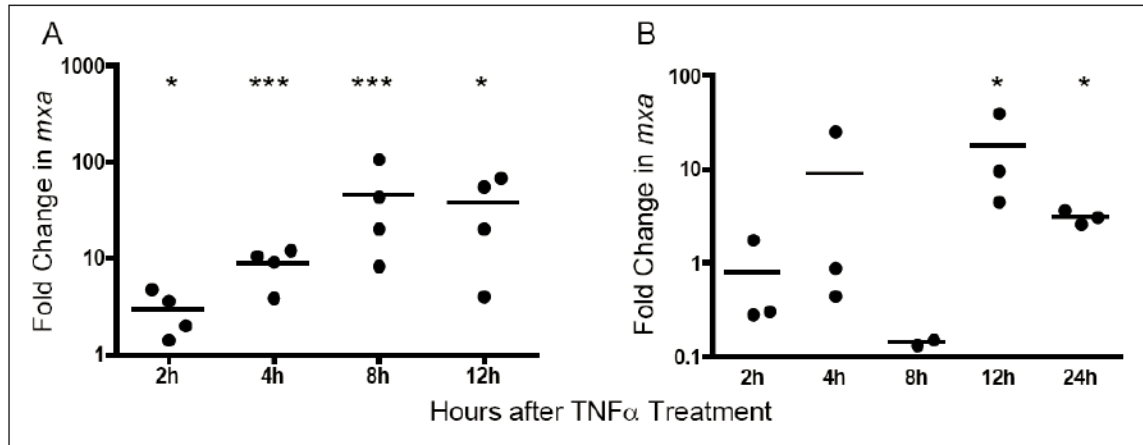 A
Fold Change in mxa
1000
100
10
1
* *** *** *
2h 4h 8h 12h
B
Fold Change in mxa
100
10
1
0.1
* *
2h 4h 8h 12h 24h
Hours after TNFα Treatment